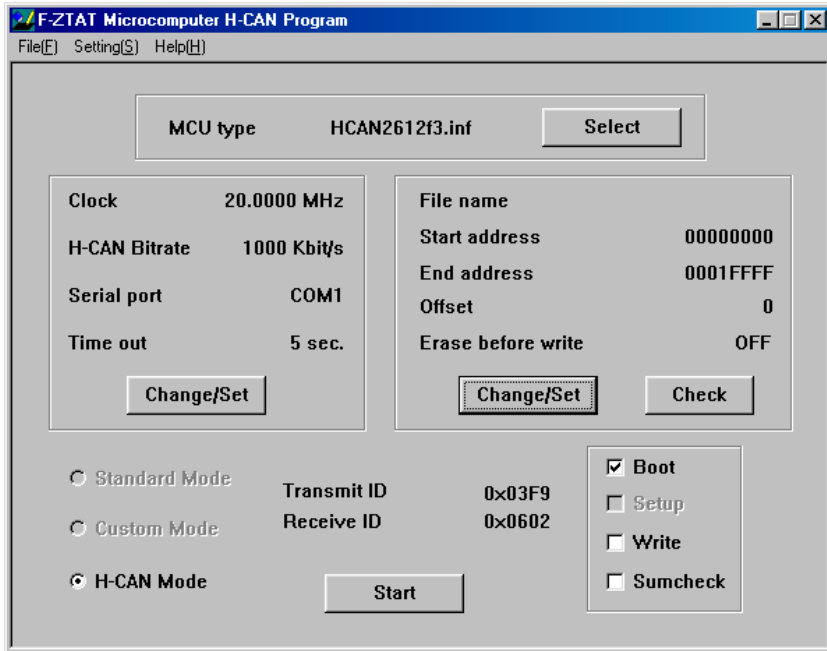 F-ZTAT Microcomputer H-CAN Program
File(F) Setting(S) Help(H)
MCU type HCAN2612f3.inf Select
Clock 20.0000 MHz
H-CAN Bitrate 1000 Kbit/s
Serial port COM1
Time out 5 sec.
Change/Set
File name
Start address 00000000
End address 0001FFFF
Offset 0
Erase before write OFF
Change/Set Check
Standard Mode
Custom Mode
H-CAN Mode
Transmit ID 0x03F9
Receive ID 0x0602
Start
Boot
Setup
Write
Sumcheck